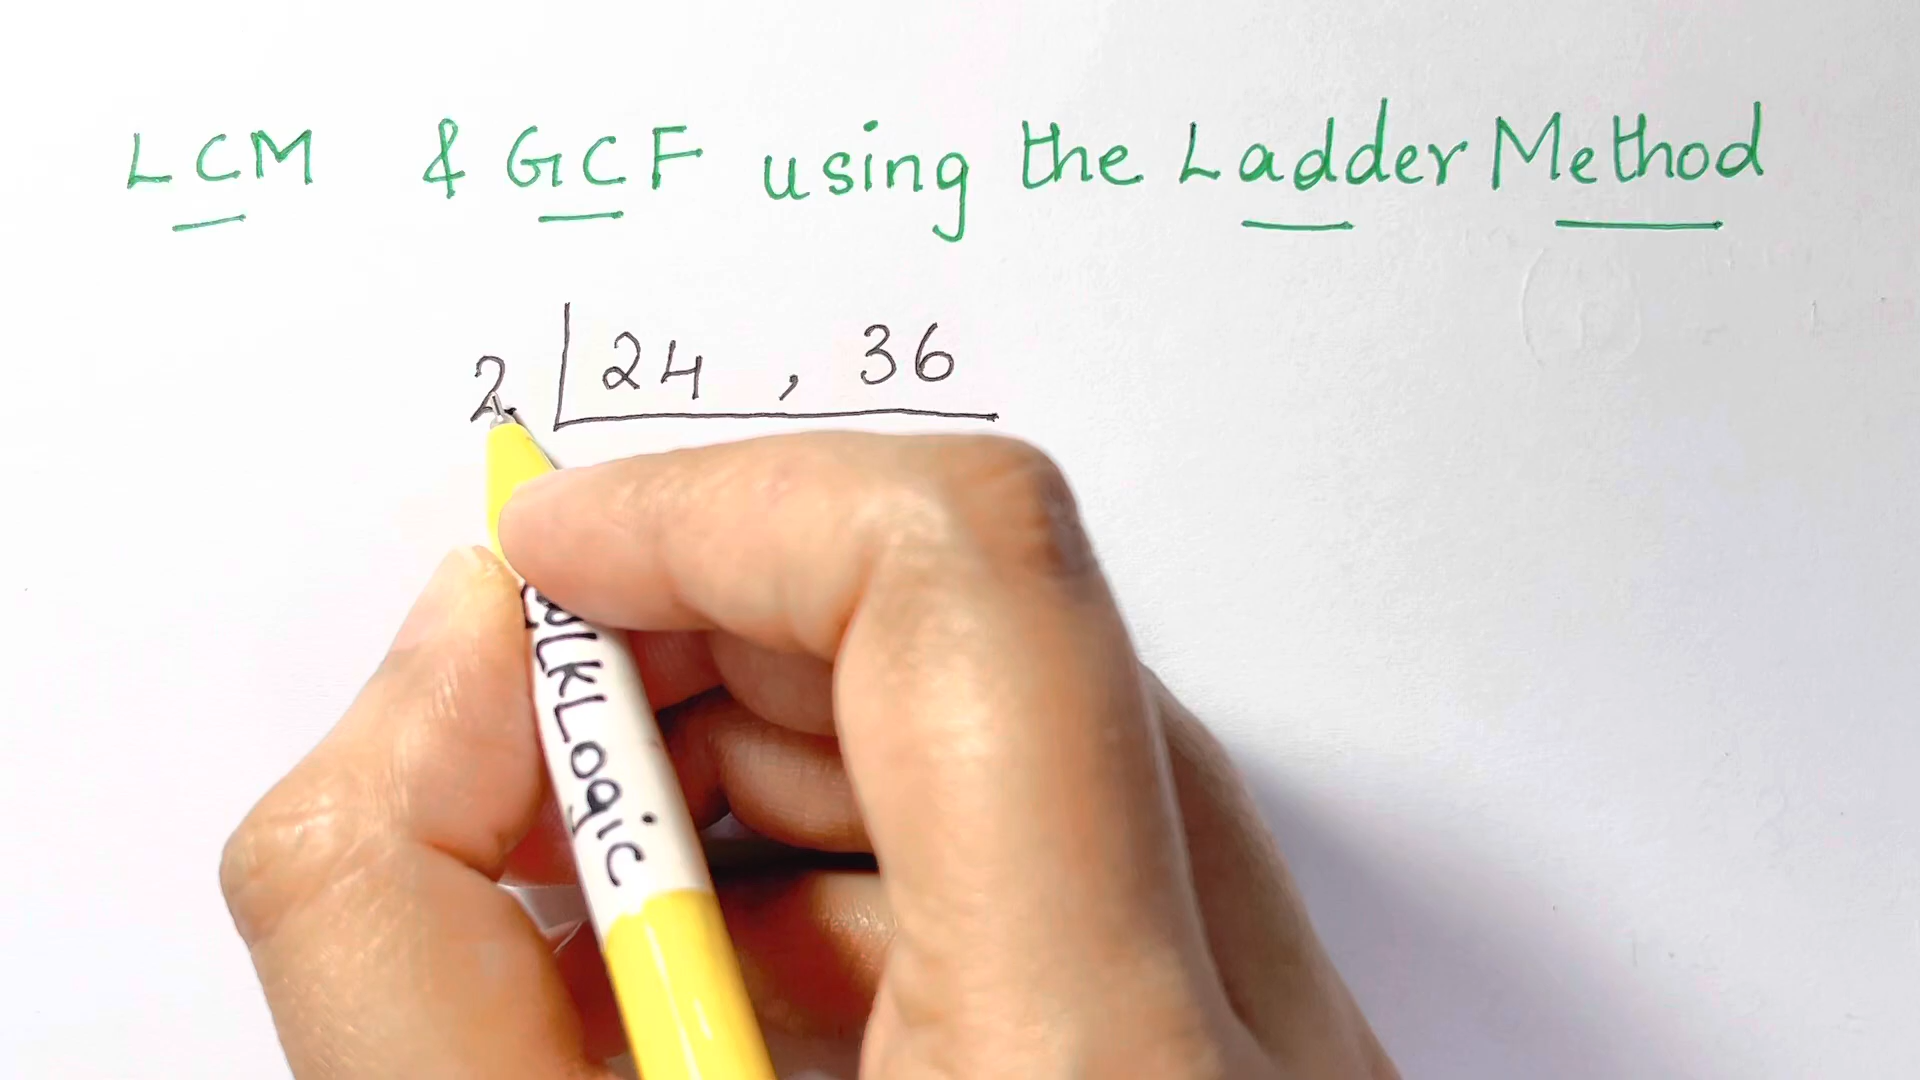 LCM & GCF using the Ladder Method
2 24 , 36